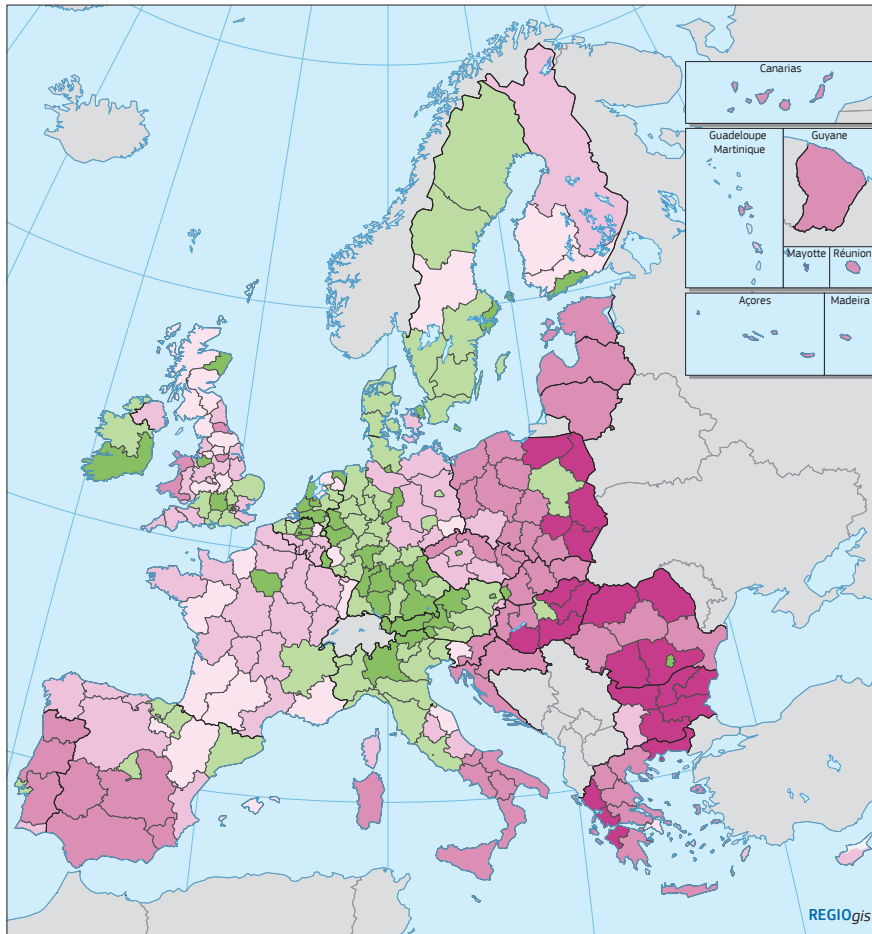 Canarias
Guadeloupe
Martinique
Guyane
Mayotte
Réunion
Açores
Madeira
REGIOgis